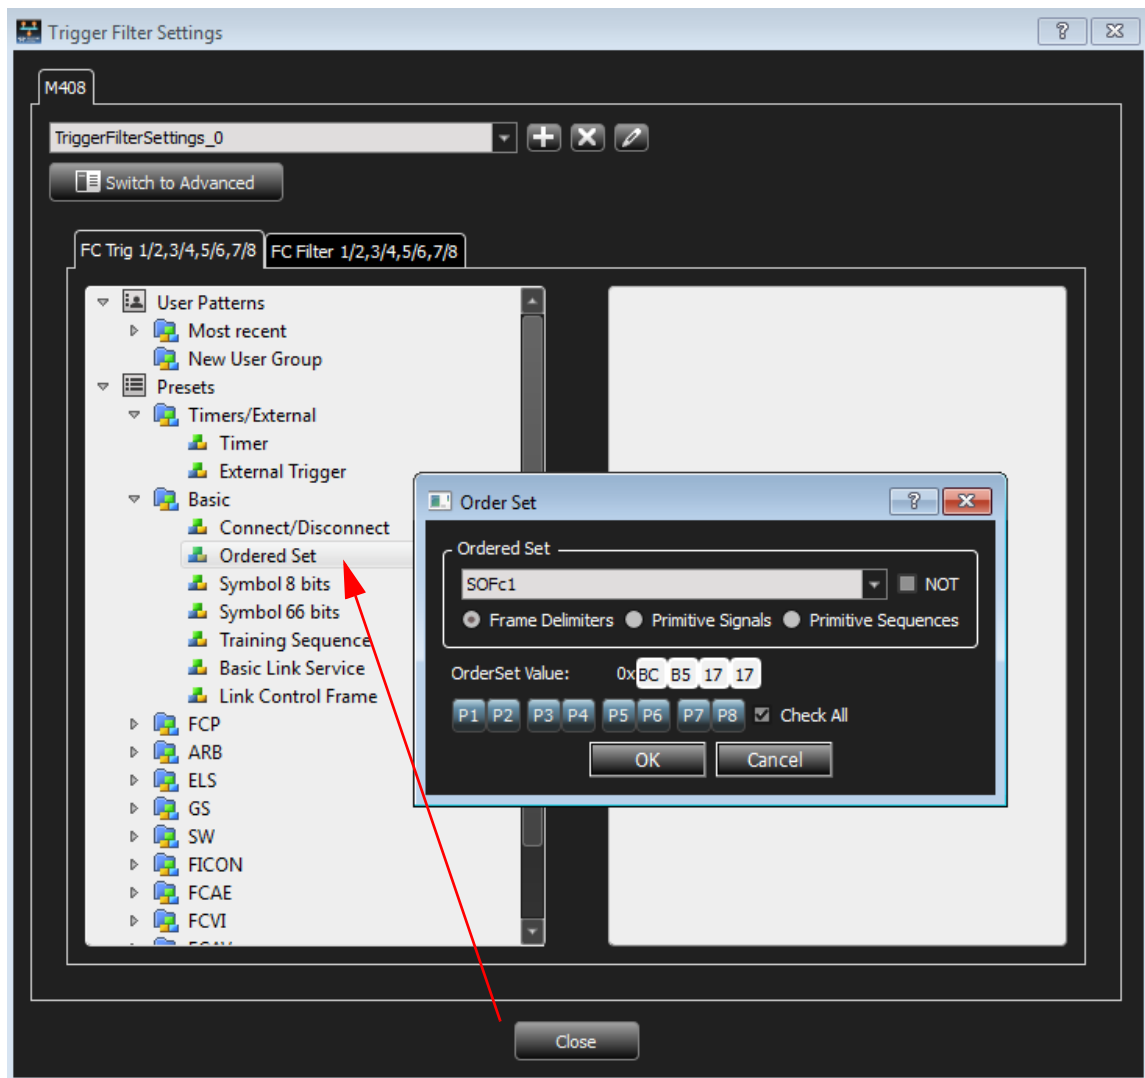 Trigger Filter Settings
M408
TriggerFilterSettings_0
Switch to Advanced
FC Trig 1/2,3/4,5/6,7/8
FC Filter 1/2,3/4,5/6,7/8
User Patterns
Most recent
New User Group
Presets
Timers/External
Timer
External Trigger
Basic
Connect/Disconnect
Ordered Set
Symbol 8 bits
Symbol 66 bits
Training Sequence
Basic Link Service
Link Control Frame
FCP
ARB
ELS
GS
SW
FICON
FCAE
FCVI
Order Set
Ordered Set
SOFc1
NOT
Frame Delimiters Primitive Signals Primitive Sequences
OrderSet Value: 0x BC B5 17 17
P1 P2 P3 P4 P5 P6 P7 P8 Check All
OK Cancel
Close